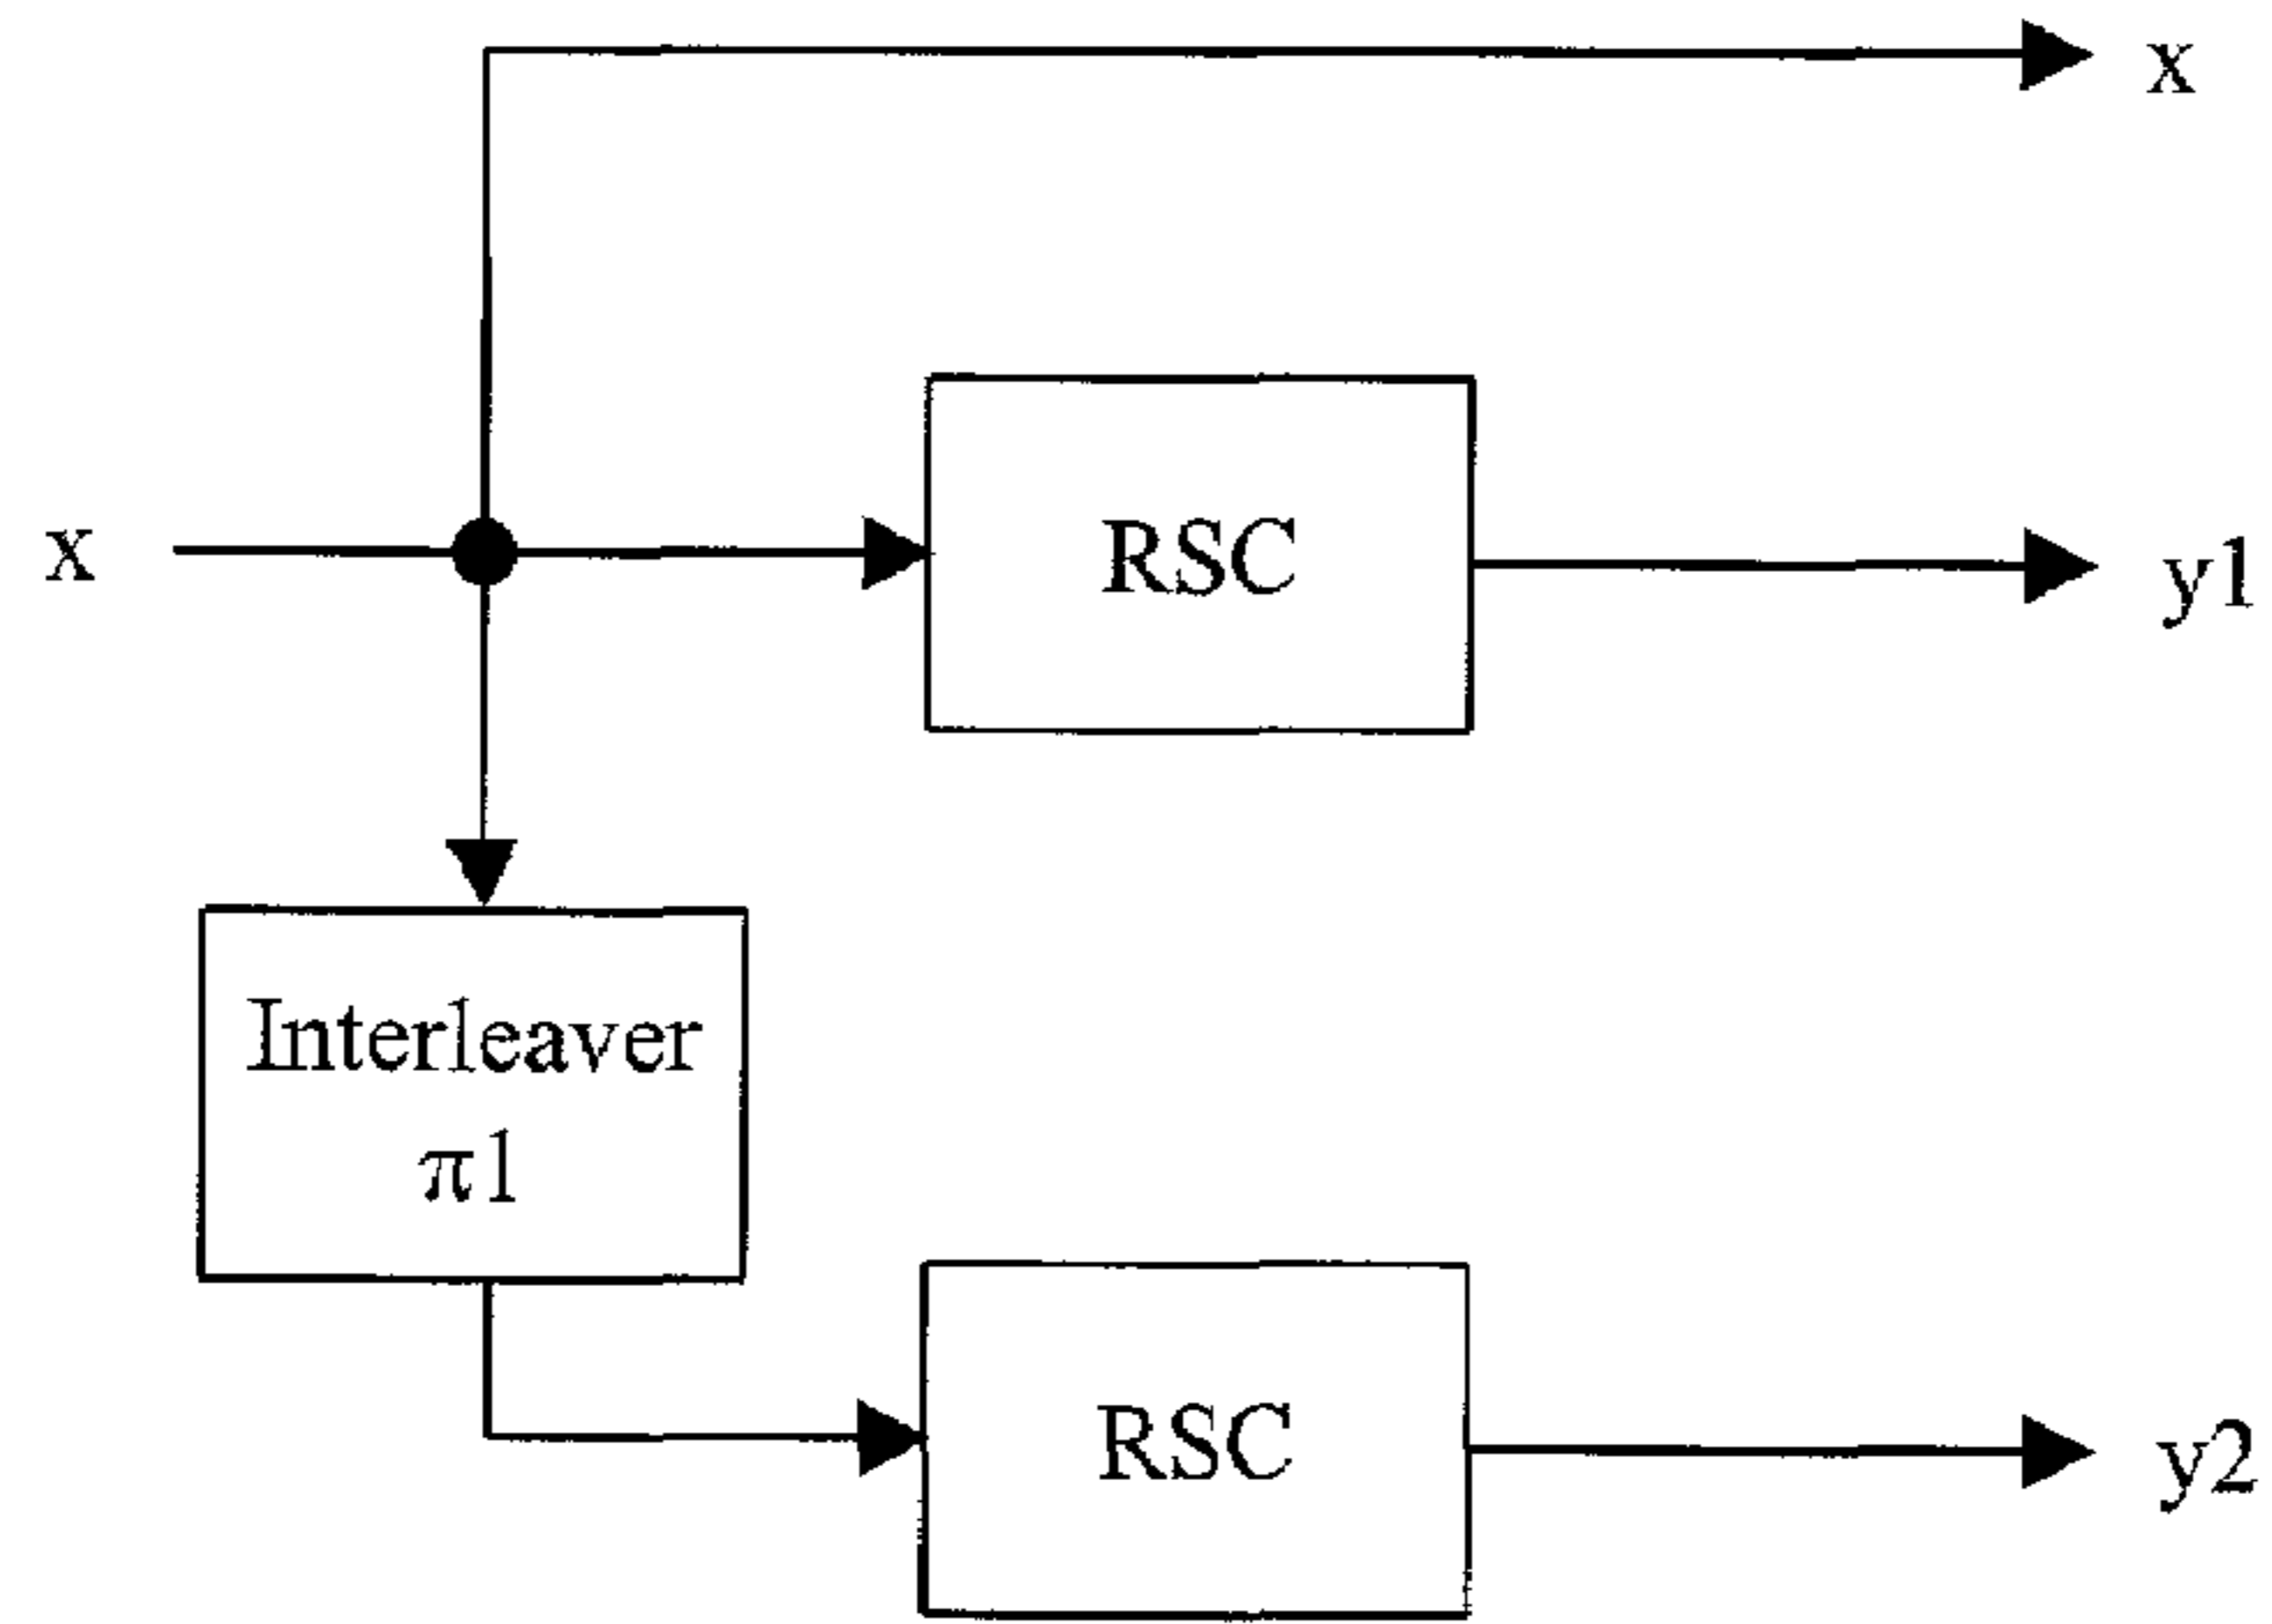 x
x
RSC
y1
Interleaver
π1
RSC
y2